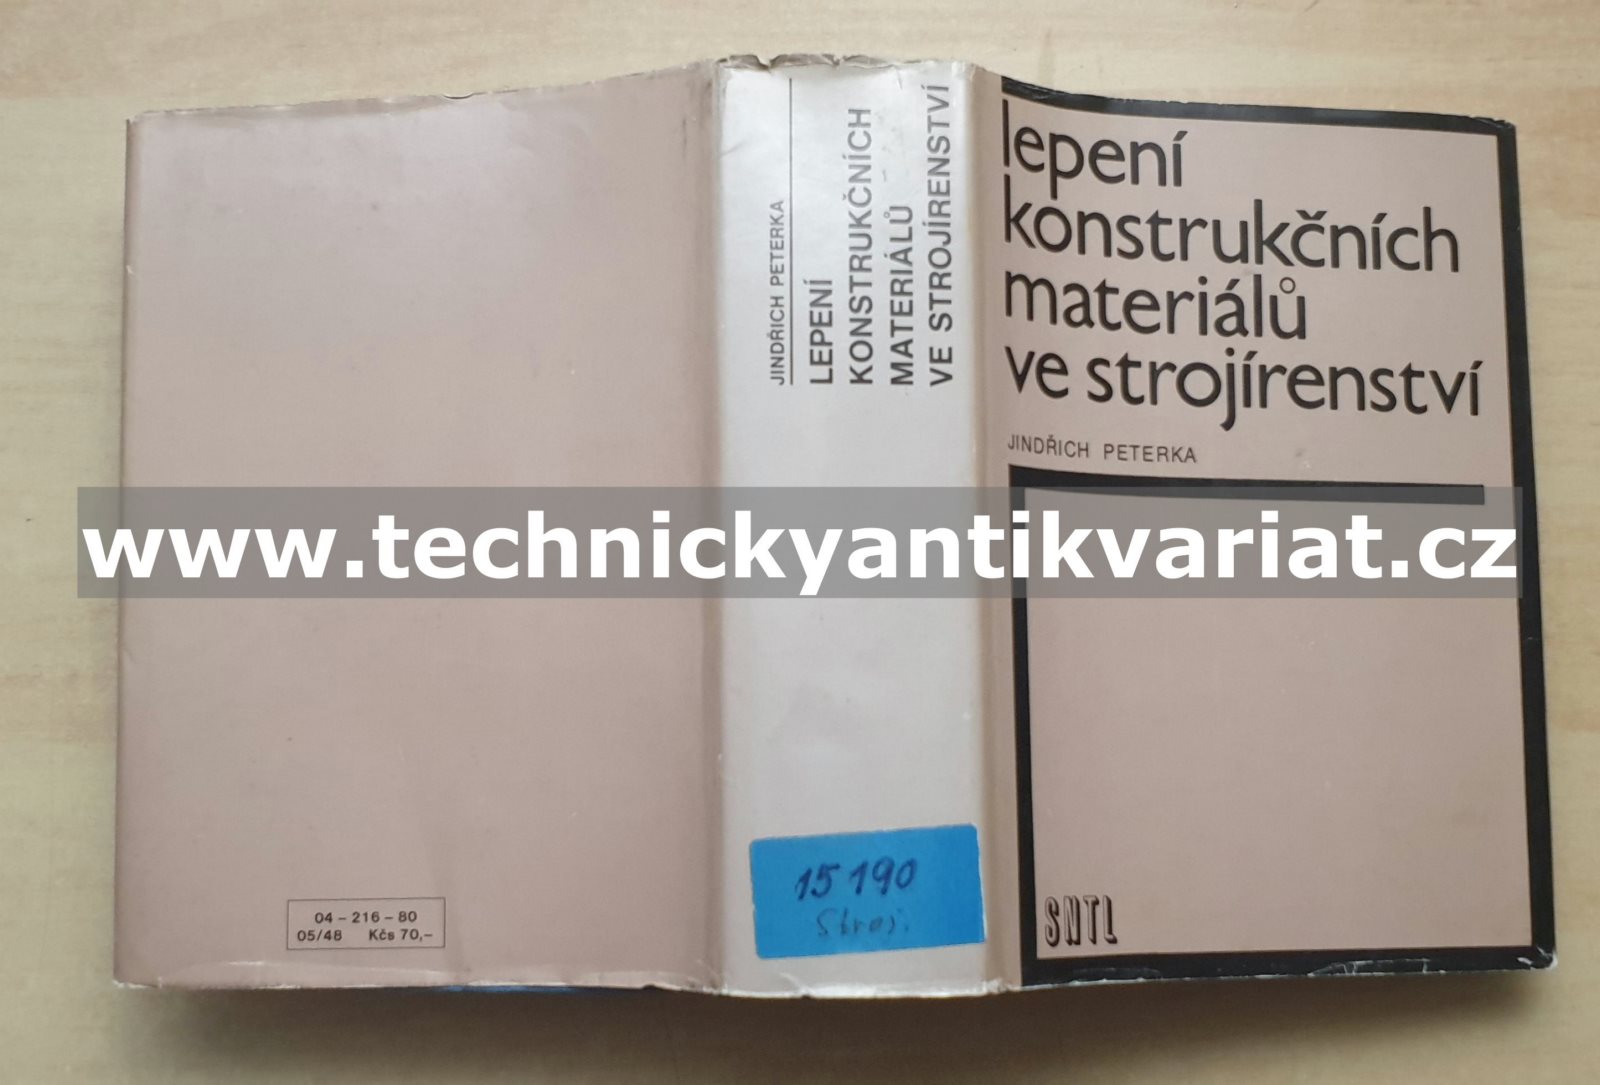 lepení
konstrukčních
materiálů
ve strojírenství
JINDŘICH PETERKA
SNTL
JINDŘICH PETERKA
LEPENÍ
KONSTRUKČNÍCH
MATERIÁLŮ
VE STROJÍRENSTVÍ
15 190
Stroj.
04 – 216 – 80
05/48 Kčs 70,–
www.technickyantikvariat.cz